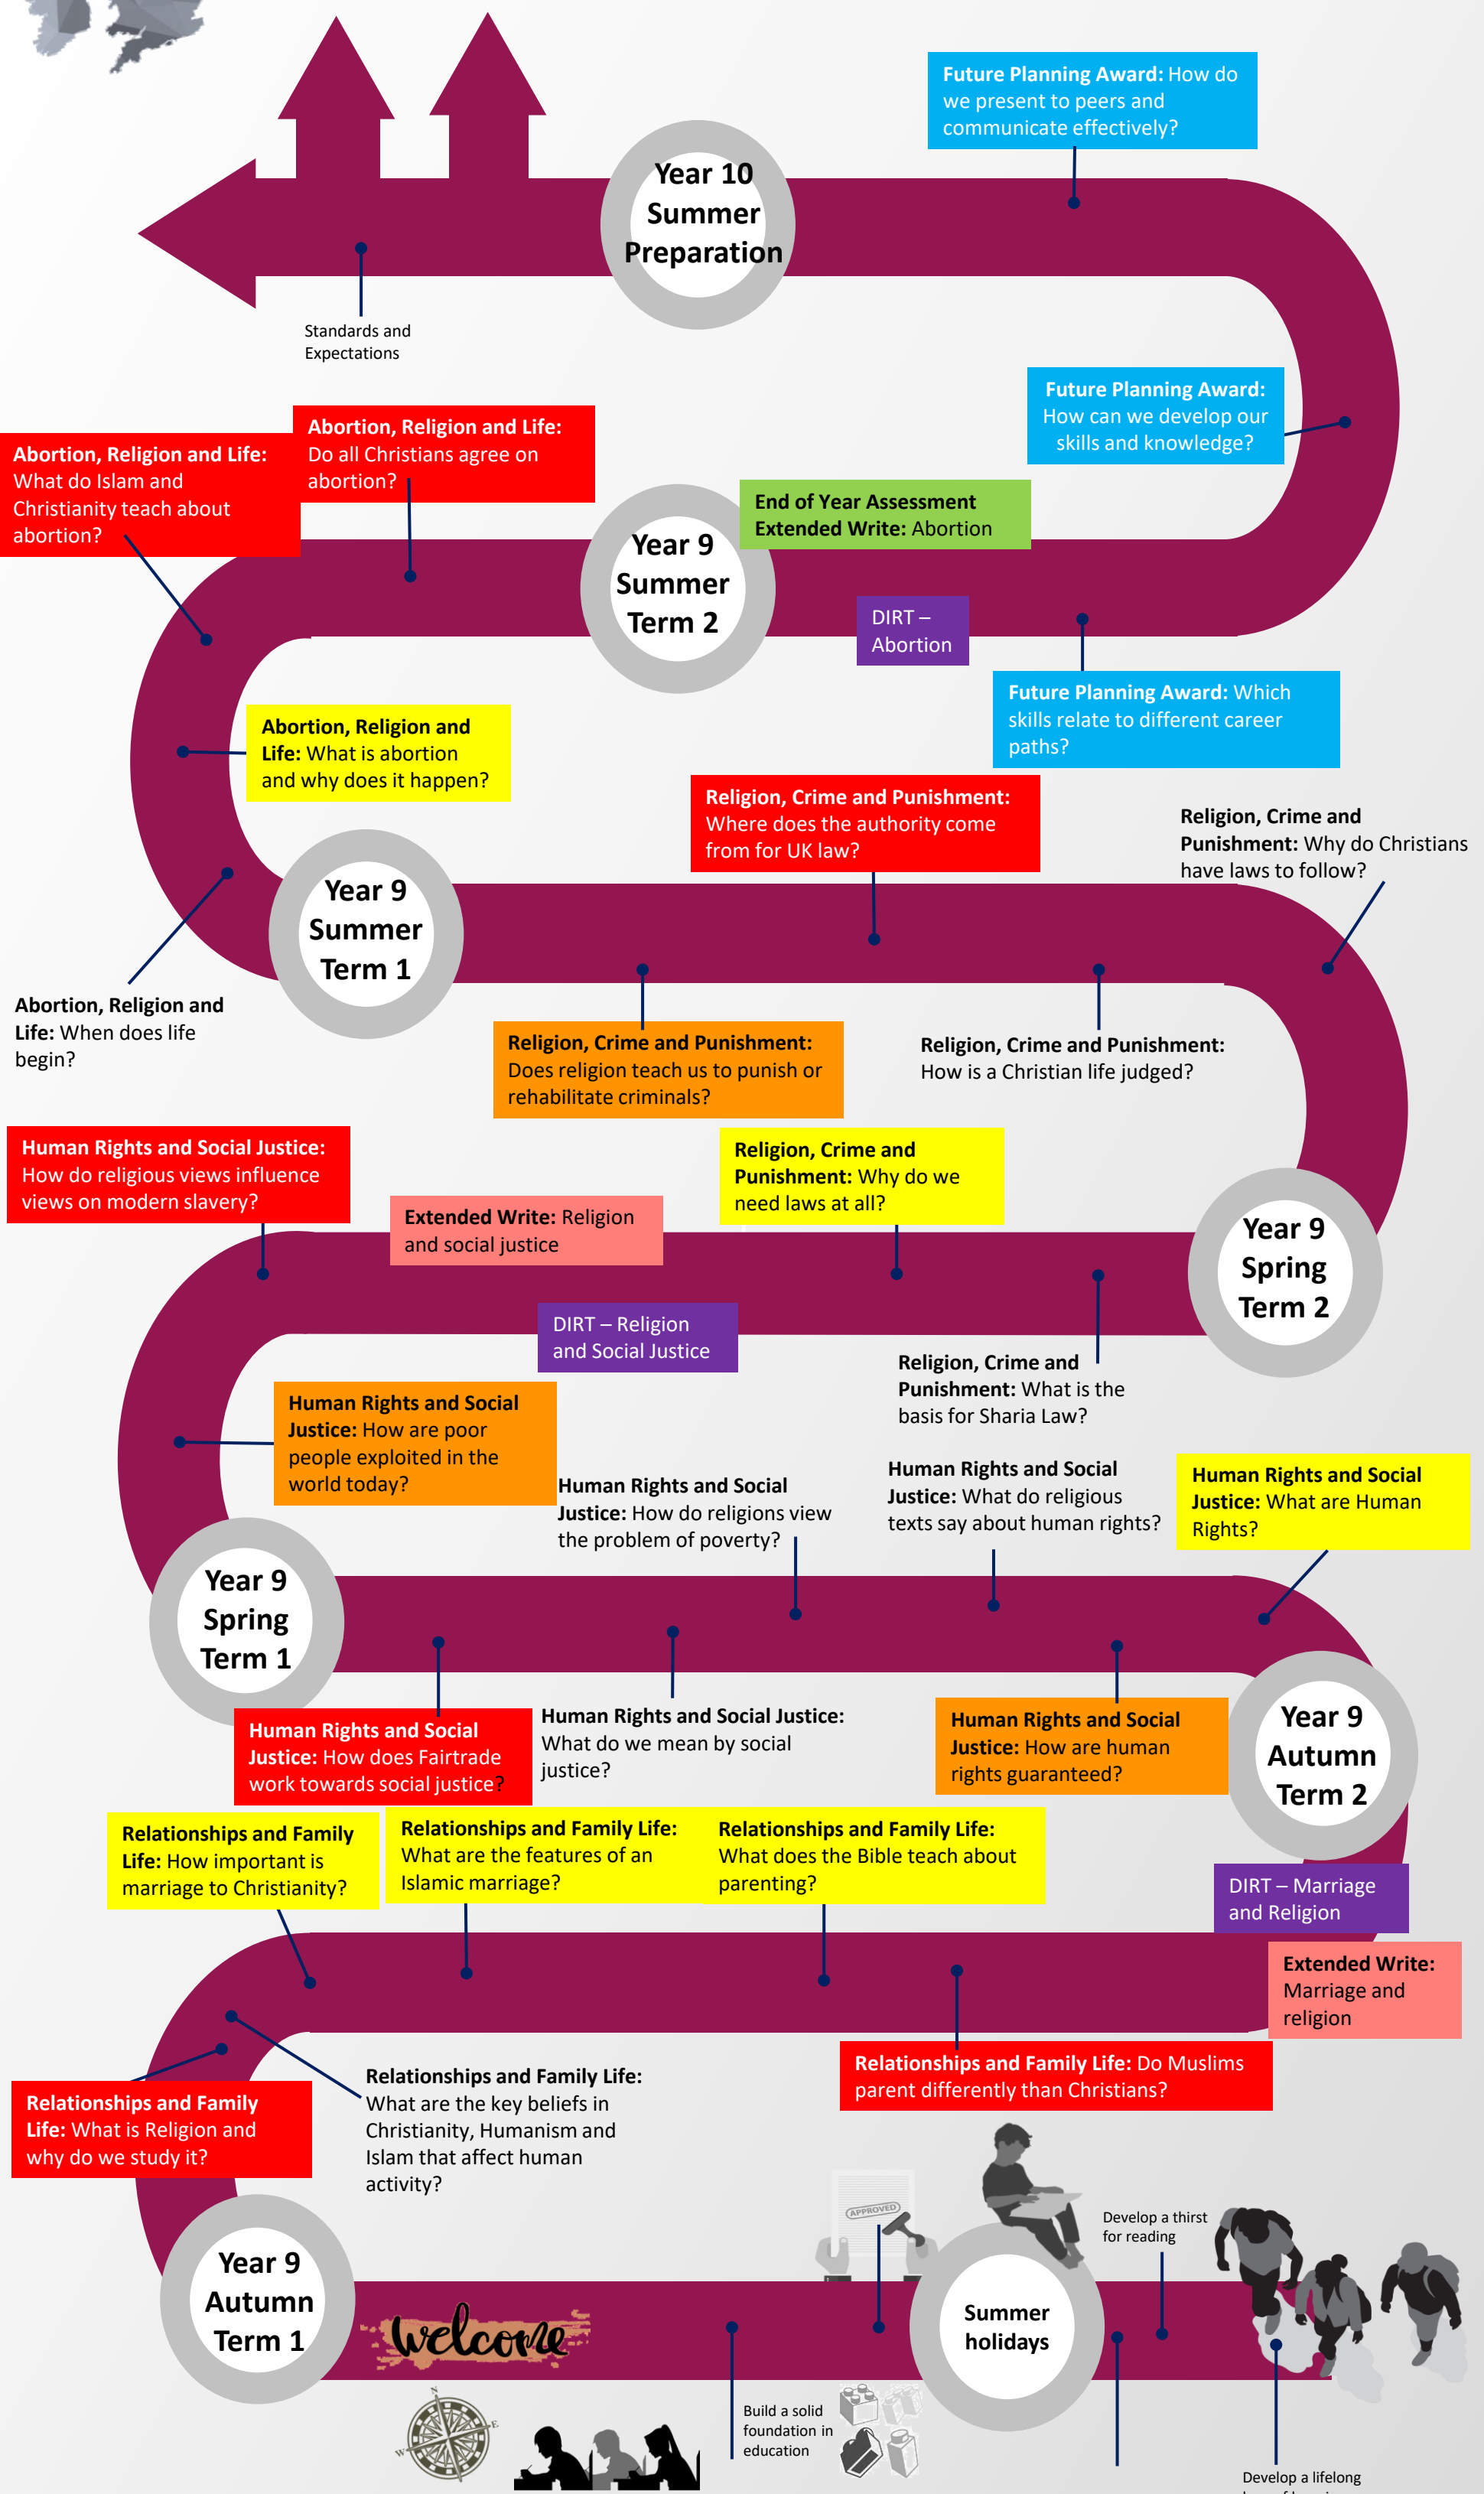 Future Planning Award: How do
we present to peers and
communicate effectively?
Year 10
Summer
Preparation
Standards and
Expectations
Future Planning Award:
How can we develop our
skills and knowledge?
Abortion, Religion and Life:
Do all Christians agree on
abortion?
Abortion, Religion and Life:
What do Islam and
Christianity teach about
abortion?
End of Year Assessment
Extended Write: Abortion
Year 9
Summer
Term 2
DIRT –
Abortion
Future Planning Award: Which
skills relate to different career
paths?
Abortion, Religion and
Life: What is abortion
and why does it happen?
Religion, Crime and Punishment:
Where does the authority come
from for UK law?
Religion, Crime and
Punishment: Why do Christians
have laws to follow?
Year 9
Summer
Term 1
Abortion, Religion and
Life: When does life
begin?
Religion, Crime and Punishment:
Does religion teach us to punish or
rehabilitate criminals?
Religion, Crime and Punishment:
How is a Christian life judged?
Human Rights and Social Justice:
How do religious views influence
views on modern slavery?
Extended Write: Religion
and social justice
Religion, Crime and
Punishment: Why do we
need laws at all?
Year 9
Spring
Term 2
DIRT – Religion
and Social Justice
Religion, Crime and
Punishment: What is the
basis for Sharia Law?
Human Rights and Social
Justice: How are poor
people exploited in the
world today?
Human Rights and Social
Justice: How do religions view
the problem of poverty?
Human Rights and Social
Justice: What do religious
texts say about human rights?
Human Rights and Social
Justice: What are Human
Rights?
Year 9
Spring
Term 1
Human Rights and Social
Justice: How does Fairtrade
work towards social justice?
Human Rights and Social Justice:
What do we mean by social
justice?
Human Rights and Social
Justice: How are human
rights guaranteed?
Year 9
Autumn
Term 2
Relationships and Family
Life: How important is
marriage to Christianity?
Relationships and Family Life:
What are the features of an
Islamic marriage?
Relationships and Family Life:
What does the Bible teach about
parenting?
DIRT – Marriage
and Religion
Extended Write:
Marriage and
religion
Relationships and Family Life: Do Muslims
parent differently than Christians?
Relationships and Family
Life: What is Religion and
why do we study it?
Relationships and Family Life:
What are the key beliefs in
Christianity, Humanism and
Islam that affect human
activity?
APPROVED
Develop a thirst
for reading
Year 9
Autumn
Term 1
welcome
Summer
holidays
N
E
W
Build a solid
foundation in
education
Develop a lifelong